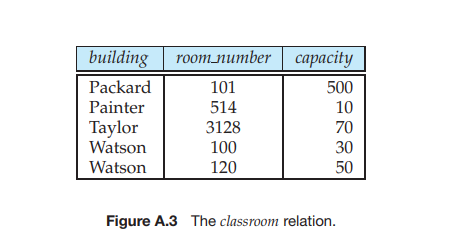 building room_number capacity
Packard 101 500
Painter 514 10
Taylor 3128 70
Watson 100 30
Watson 120 50
Figure A.3 The classroom relation.